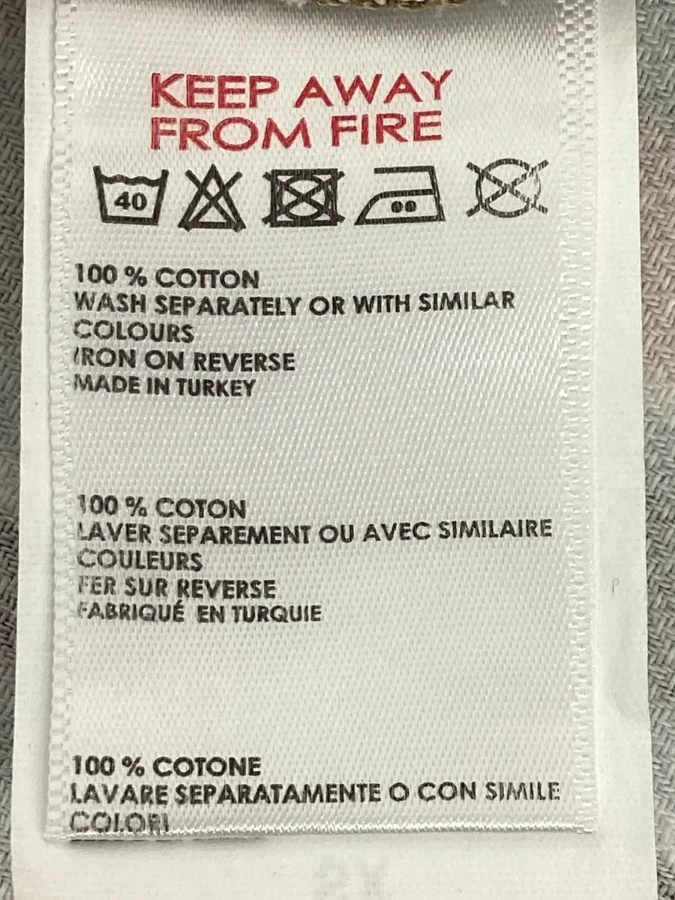 KEEP AWAY
FROM FIRE
40
100 % COTTON
WASH SEPARATELY OR WITH SIMILAR
COLOURS
IRON ON REVERSE
MADE IN TURKEY
100 % COTON
LAVER SEPAREMENT OU AVEC SIMILAIRE
COULEURS
FER SUR REVERSE
FABRIQUÉ EN TURQUIE
100 % COTONE
LAVARE SEPARATAMENTE O CON SIMILE
COLORI